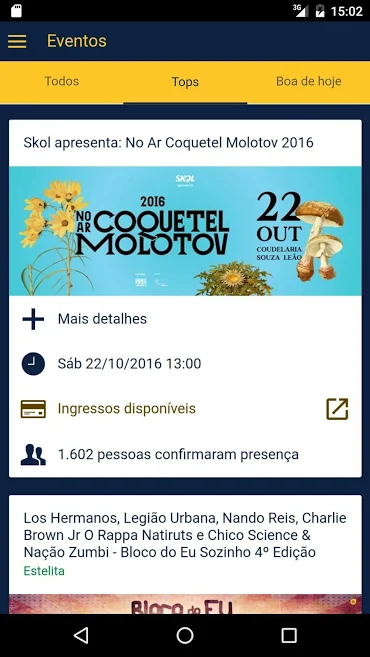 3G 15:02
Eventos
Todos Tops Boa de hoje
Skol apresenta: No Ar Coquetel Molotov 2016
SKOL
2016
NO AR COQUETEL MOLOTOV
22
OUT
COUDELARIA
SOUZA LEÃO
Mais detalhes
Sáb 22/10/2016 13:00
Ingressos disponíveis
1.602 pessoas confirmaram presença
Los Hermanos, Legião Urbana, Nando Reis, Charlie
Brown Jr O Rappa Natiruts e Chico Science &
Nação Zumbi - Bloco do Eu Sozinho 4º Edição
Estelita
Bloco do Eu